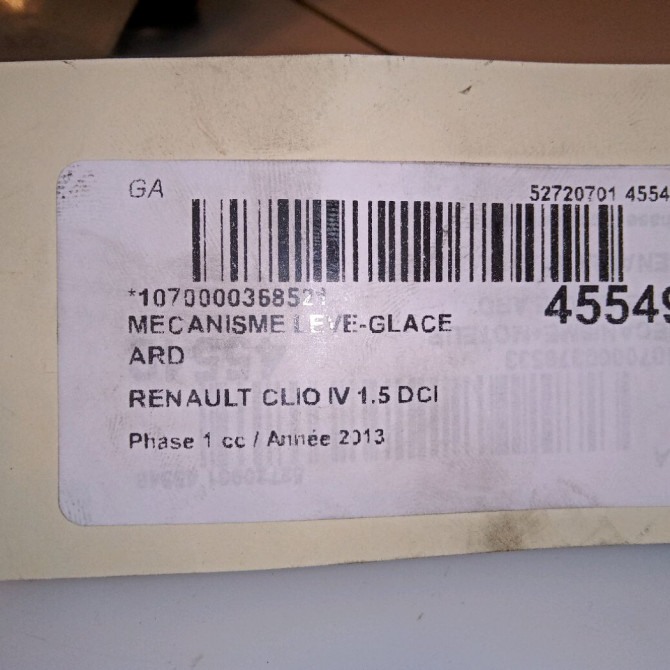 GA
52720701 4554
*1070000368521
45549
MECANISME LEVE-GLACE
ARD
RENAULT CLIO IV 1.5 DCI
Phase 1 cc / Année 2013